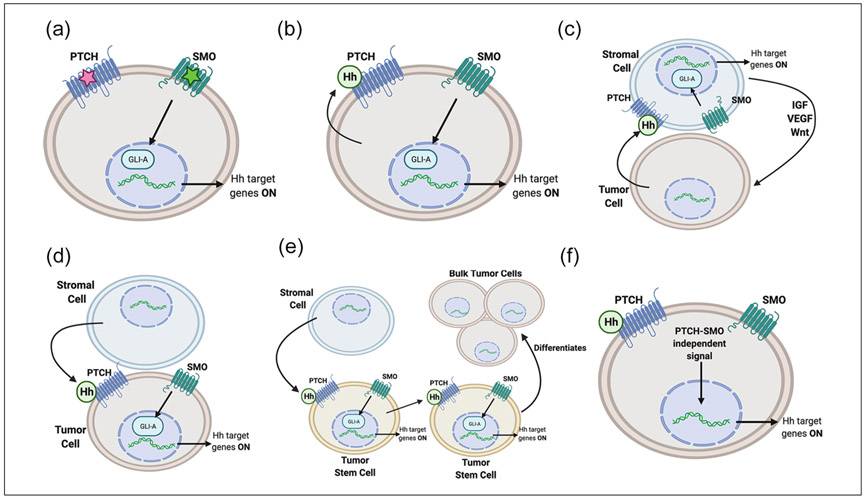 (a)
PTCH
SMO
GLI-A
Hh target
genes ON
(b)
PTCH
SMO
Hh
GLI-A
Hh target
genes ON
(c)
Stromal
Cell
Hh target
genes ON
GLI-A
PTCH
SMO
Hh
IGF
VEGF
Wnt
Tumor
Cell
(d)
Stromal
Cell
PTCH
SMO
Hh
GLI-A
Tumor
Cell
Hh target
genes ON
(e)
Stromal
Cell
Bulk Tumor Cells
Differentiates
PTCH
SMO
Hh
GLI-A
Hh target
genes ON
Tumor
Stem Cell
PTCH
SMO
Hh
GLI-A
Hh target
genes ON
Tumor
Stem Cell
(f)
PTCH
SMO
Hh
PTCH-SMO
independent
signal
Hh target
genes ON